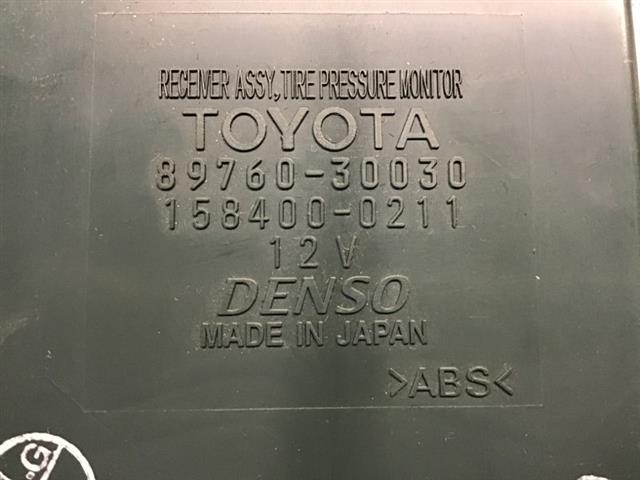 RECEIVER ASSY, TIRE PRESSURE MONITOR
TOYOTA
89760-30030
158400-0211
12V
DENSO
MADE IN JAPAN
>ABS<